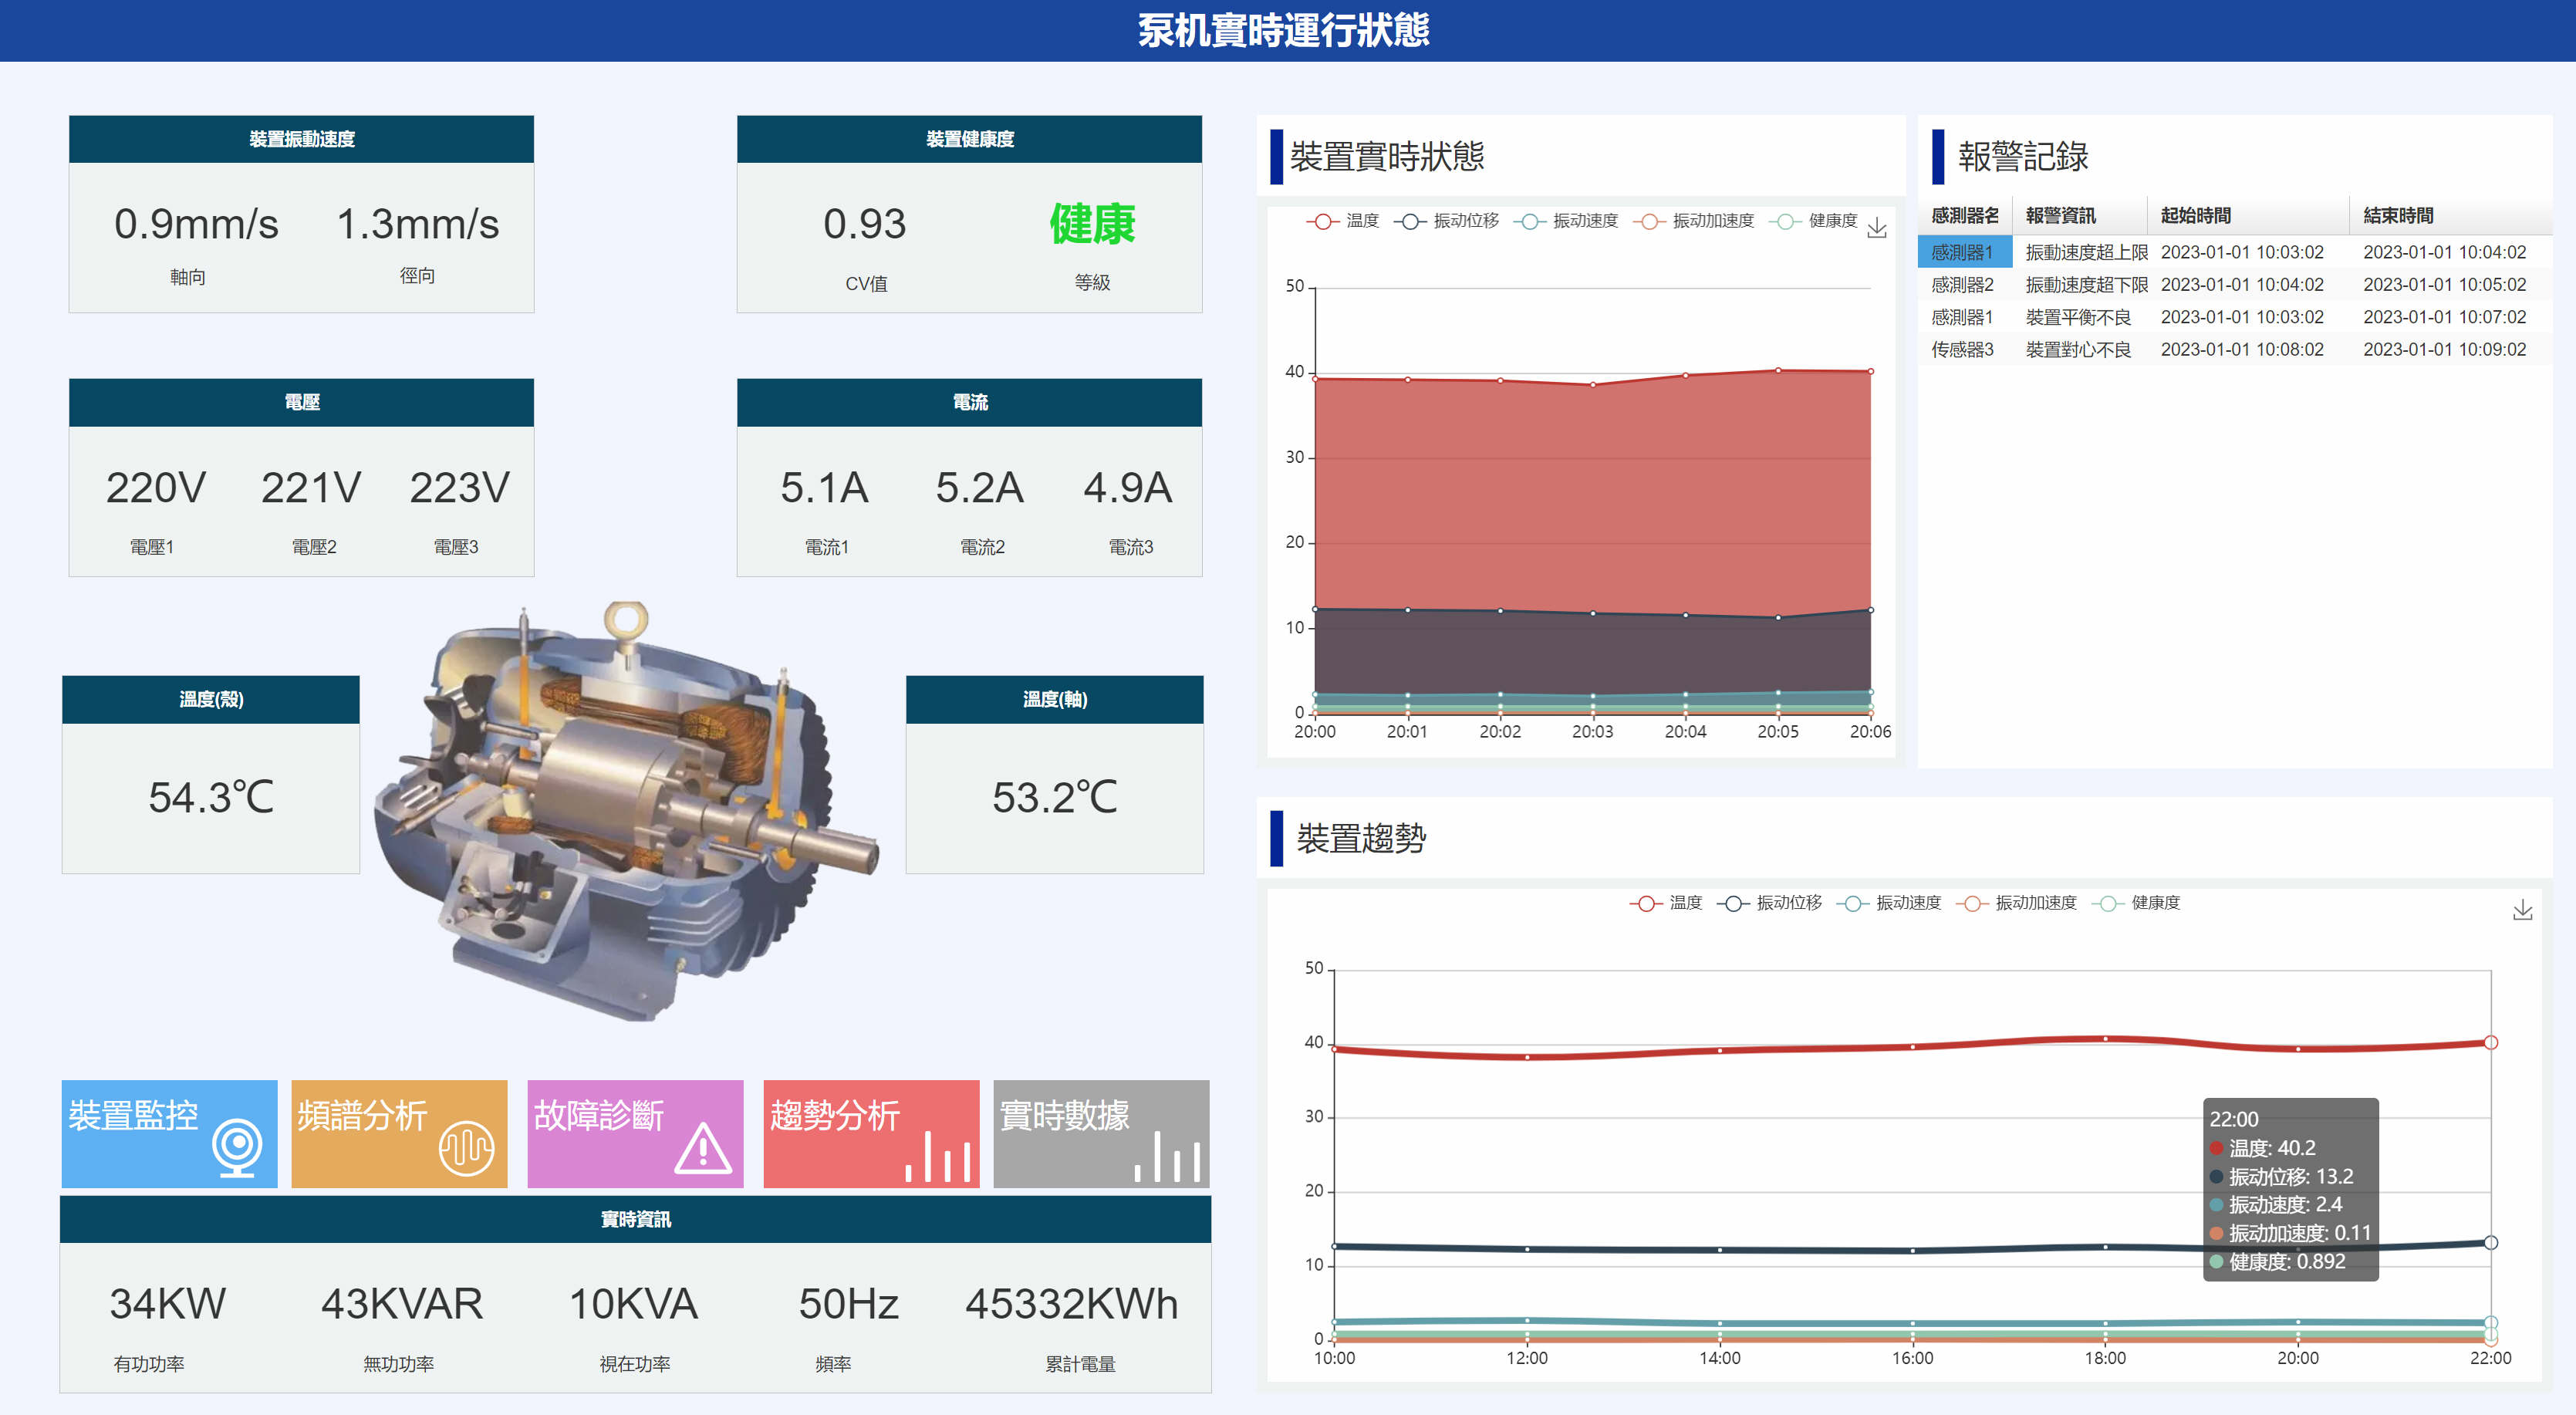 泵机實時運行狀態
裝置振動速度
0.9mm/s 1.3mm/s
軸向 徑向
裝置健康度
0.93 健康
CV值 等級
電壓
220V 221V 223V
電壓1 電壓2 電壓3
電流
5.1A 5.2A 4.9A
電流1 電流2 電流3
溫度(殼)
54.3℃
溫度(軸)
53.2℃
裝置監控 頻譜分析 故障診斷 趨勢分析 實時數據
實時資訊
34KW 43KVAR 10KVA 50Hz 45332KWh
有功功率 無功功率 視在功率 頻率 累計電量
裝置實時狀態
温度 振动位移 振动速度 振动加速度 健康度
50
40
30
20
10
0
20:00 20:01 20:02 20:03 20:04 20:05 20:06
報警記錄
感測器名 報警資訊 起始時間 結束時間
感測器1 振動速度超上限 2023-01-01 10:03:02 2023-01-01 10:04:02
感測器2 振動速度超下限 2023-01-01 10:04:02 2023-01-01 10:05:02
感測器1 裝置平衡不良 2023-01-01 10:03:02 2023-01-01 10:07:02
传感器3 裝置對心不良 2023-01-01 10:08:02 2023-01-01 10:09:02
裝置趨勢
温度 振动位移 振动速度 振动加速度 健康度
50
40
30
20
10
0
10:00 12:00 14:00 16:00 18:00 20:00 22:00
22:00
温度: 40.2
振动位移: 13.2
振动速度: 2.4
振动加速度: 0.11
健康度: 0.892